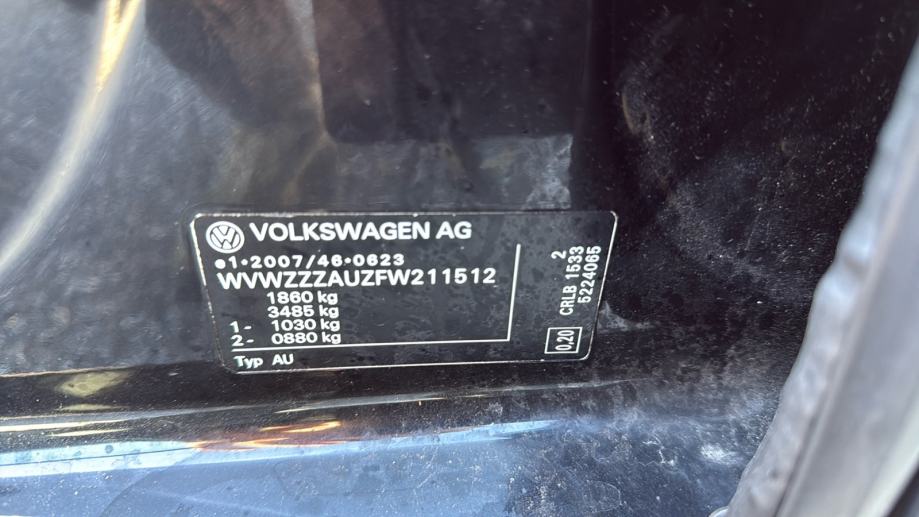 VOLKSWAGEN AG
●1•2007/46•0623
WVWZZZAUZFW211512
1860 kg
3485 kg
1- 1030 kg
2- 0880 kg
Typ AU
2
CRLB 1533
5224065
0,20